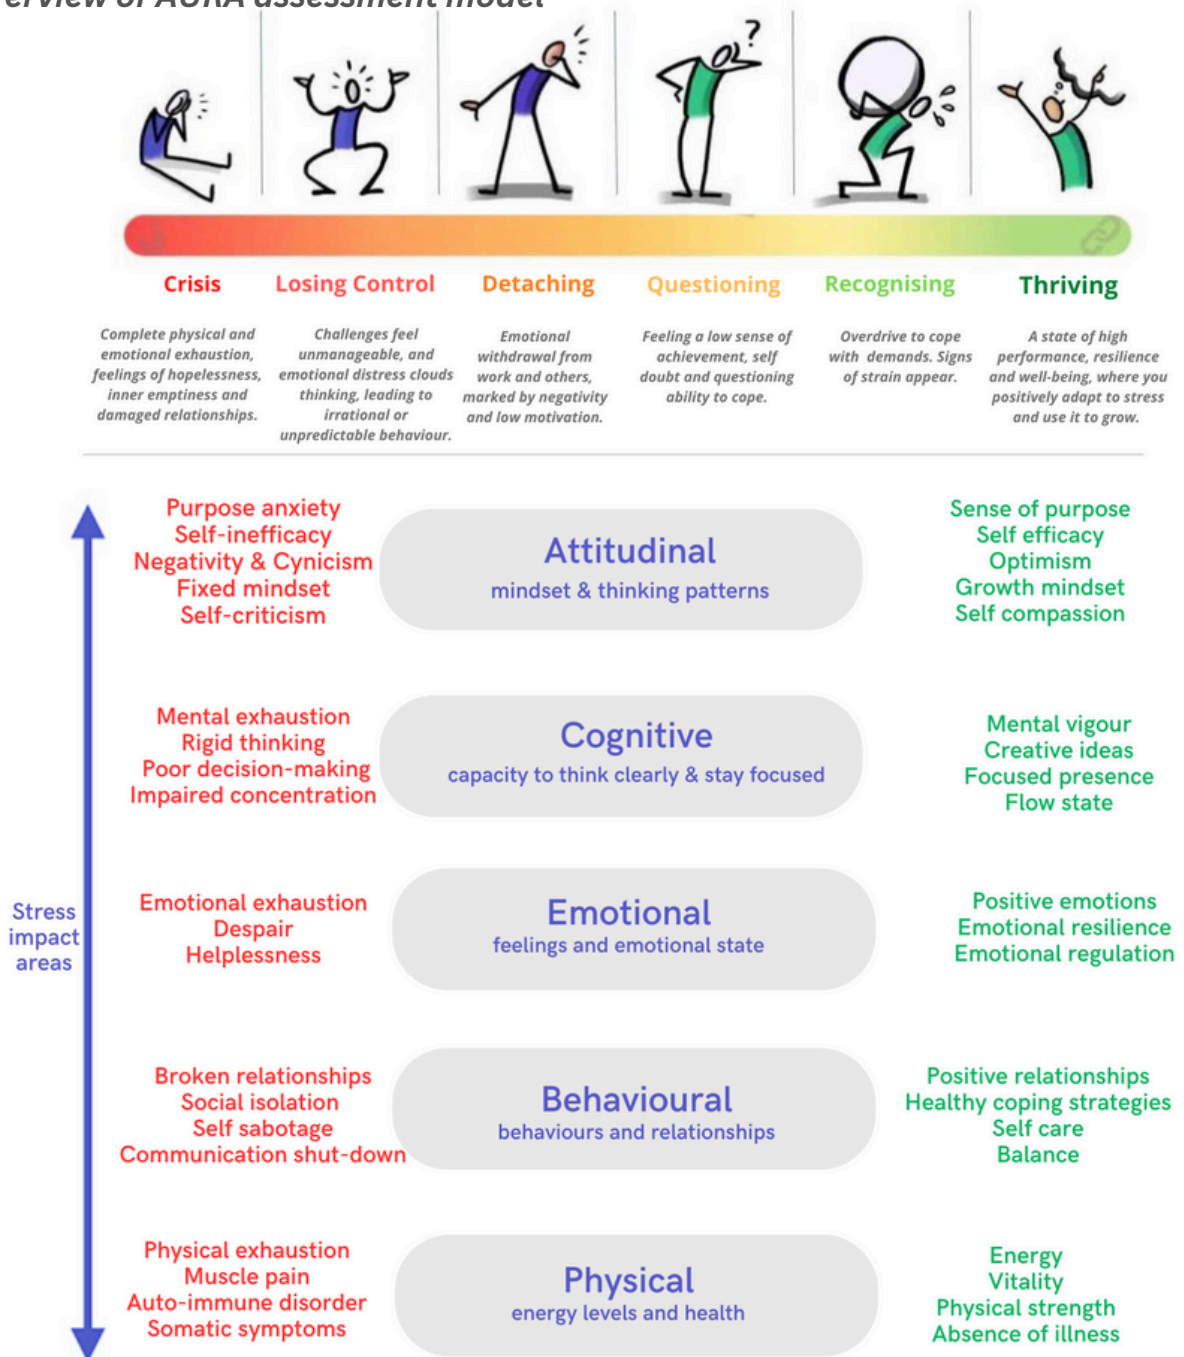 erview of AURA assessment model
?
Crisis
Losing Control
Detaching
Questioning
Recognising
Thriving
Complete physical and
emotional exhaustion,
feelings of hopelessness,
inner emptiness and
damaged relationships.
Challenges feel
unmanageable, and
emotional distress clouds
thinking, leading to
irrational or
unpredictable behaviour.
Emotional
withdrawal from
work and others,
marked by negativity
and low motivation.
Feeling a low sense of
achievement, self
doubt and questioning
ability to cope.
Overdrive to cope
with demands. Signs
of strain appear.
A state of high
performance, resilience
and well-being, where you
positively adapt to stress
and use it to grow.
Stress
impact
areas
Purpose anxiety
Self-inefficacy
Negativity & Cynicism
Fixed mindset
Self-criticism
Attitudinal
mindset & thinking patterns
Sense of purpose
Self efficacy
Optimism
Growth mindset
Self compassion
Mental exhaustion
Rigid thinking
Poor decision-making
Impaired concentration
Cognitive
capacity to think clearly & stay focused
Mental vigour
Creative ideas
Focused presence
Flow state
Emotional exhaustion
Despair
Helplessness
Emotional
feelings and emotional state
Positive emotions
Emotional resilience
Emotional regulation
Broken relationships
Social isolation
Self sabotage
Communication shut-down
Behavioural
behaviours and relationships
Positive relationships
Healthy coping strategies
Self care
Balance
Physical exhaustion
Muscle pain
Auto-immune disorder
Somatic symptoms
Physical
energy levels and health
Energy
Vitality
Physical strength
Absence of illness